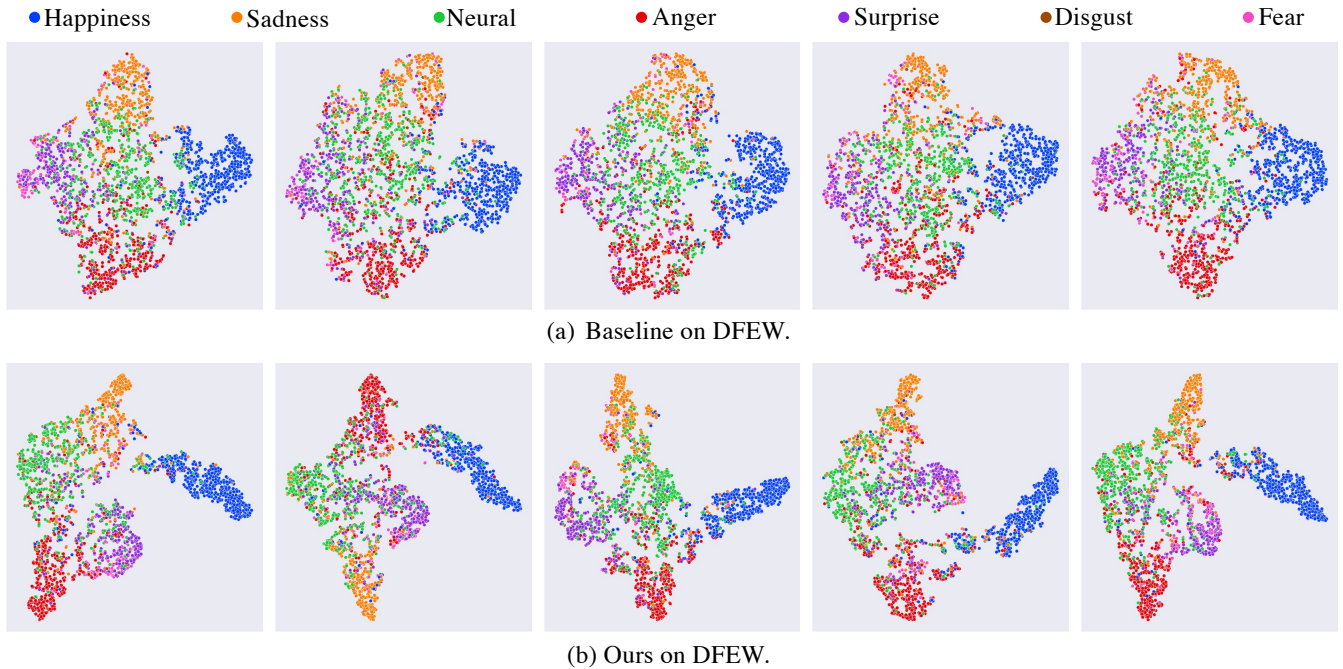 Happiness Sadness Neural Anger Surprise Disgust Fear
(a) Baseline on DFEW.
(b) Ours on DFEW.